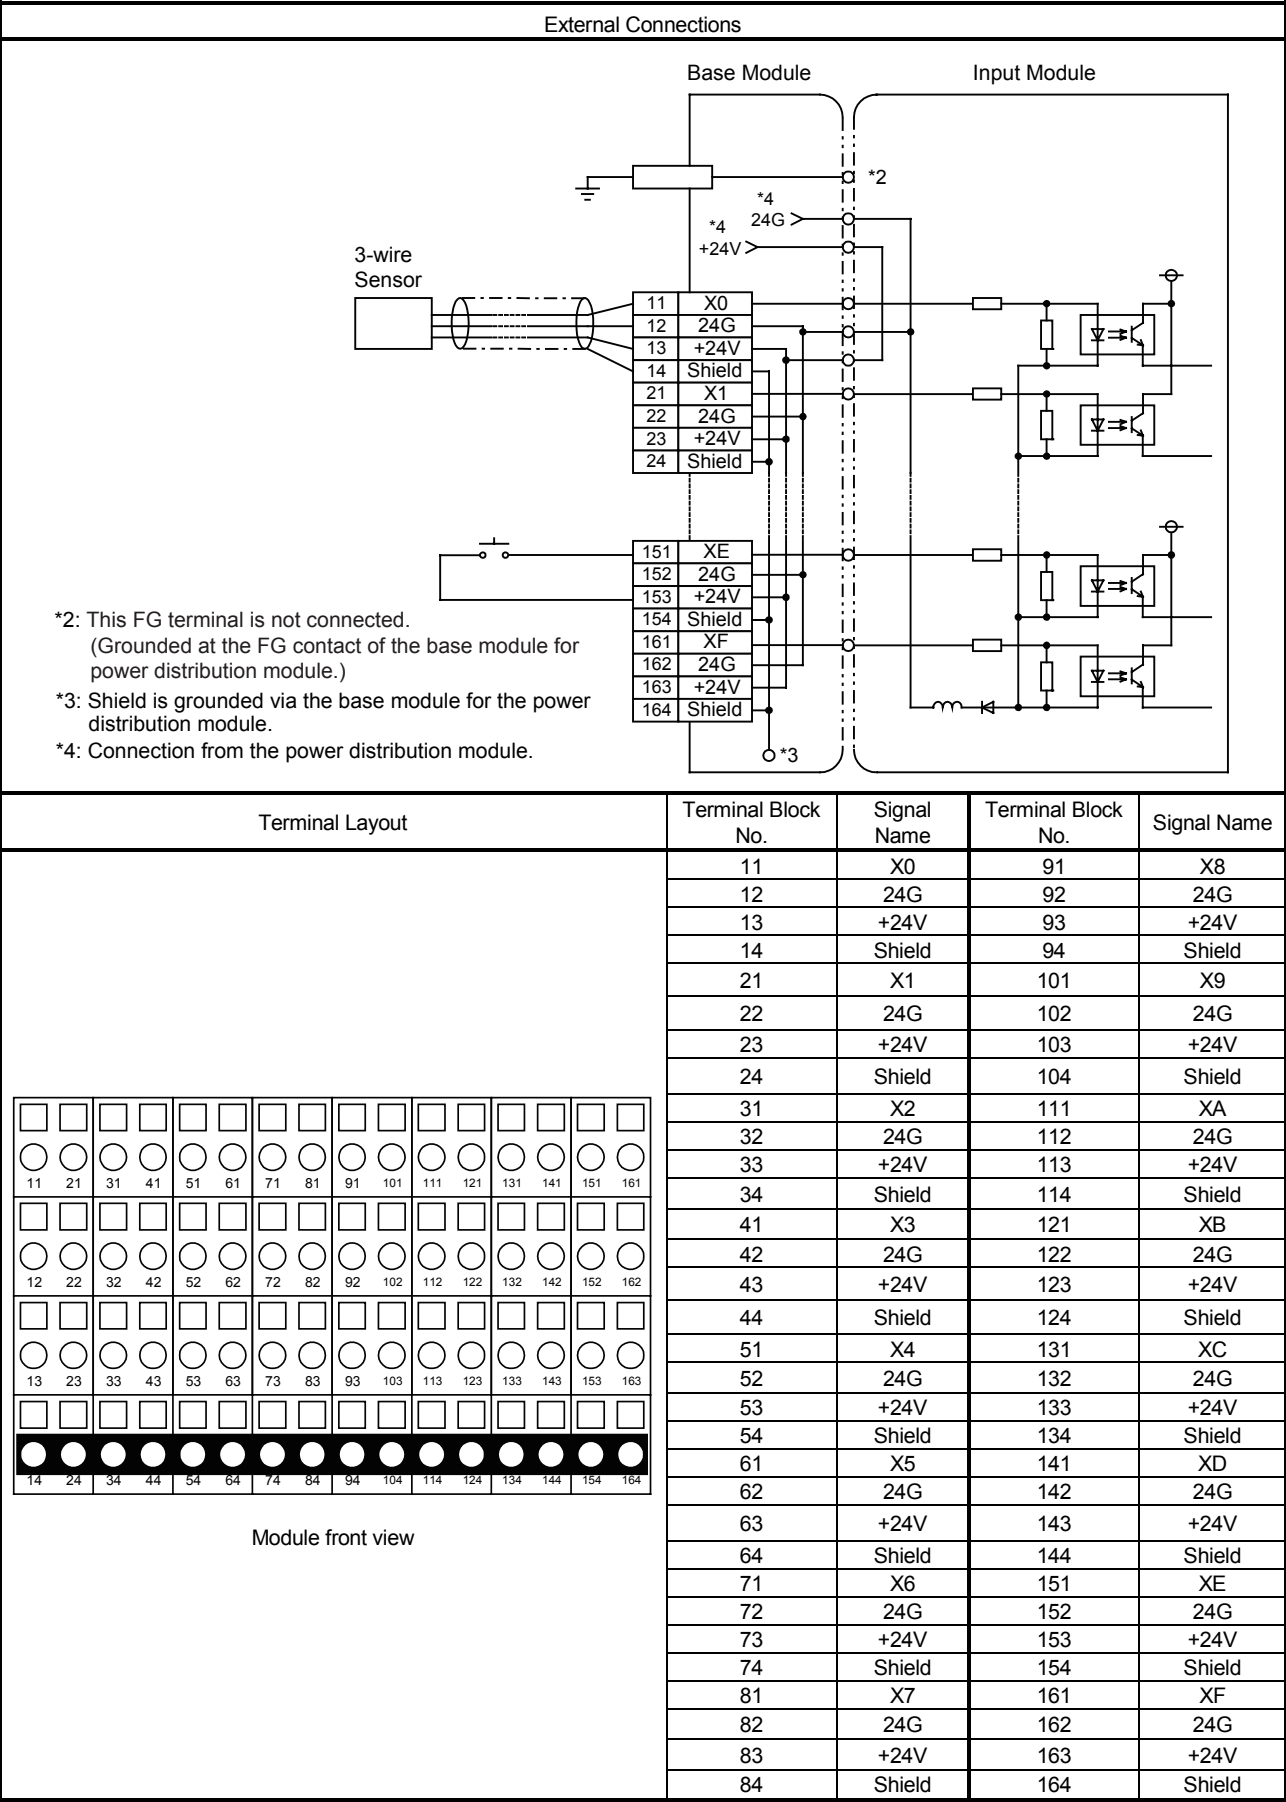 External Connections
Base Module Input Module
*2
*4
24G
*4
+24V
3-wire
Sensor
11 X0
12 24G
13 +24V
14 Shield
21 X1
22 24G
23 +24V
24 Shield
151 XE
152 24G
153 +24V
154 Shield
161 XF
162 24G
163 +24V
164 Shield
*3
*2: This FG terminal is not connected.
(Grounded at the FG contact of the base module for
power distribution module.)
*3: Shield is grounded via the base module for the power
distribution module.
*4: Connection from the power distribution module.
Terminal Layout
Terminal Block
No.
Signal
Name
Terminal Block
No.
Signal Name
11 X0 91 X8
12 24G 92 24G
13 +24V 93 +24V
14 Shield 94 Shield
21 X1 101 X9
22 24G 102 24G
23 +24V 103 +24V
24 Shield 104 Shield
31 X2 111 XA
32 24G 112 24G
33 +24V 113 +24V
34 Shield 114 Shield
41 X3 121 XB
42 24G 122 24G
43 +24V 123 +24V
44 Shield 124 Shield
51 X4 131 XC
52 24G 132 24G
53 +24V 133 +24V
54 Shield 134 Shield
61 X5 141 XD
62 24G 142 24G
63 +24V 143 +24V
64 Shield 144 Shield
71 X6 151 XE
72 24G 152 24G
73 +24V 153 +24V
74 Shield 154 Shield
81 X7 161 XF
82 24G 162 24G
83 +24V 163 +24V
84 Shield 164 Shield
11 21 31 41 51 61 71 81 91 101 111 121 131 141 151 161
12 22 32 42 52 62 72 82 92 102 112 122 132 142 152 162
13 23 33 43 53 63 73 83 93 103 113 123 133 143 153 163
14 24 34 44 54 64 74 84 94 104 114 124 134 144 154 164
Module front view